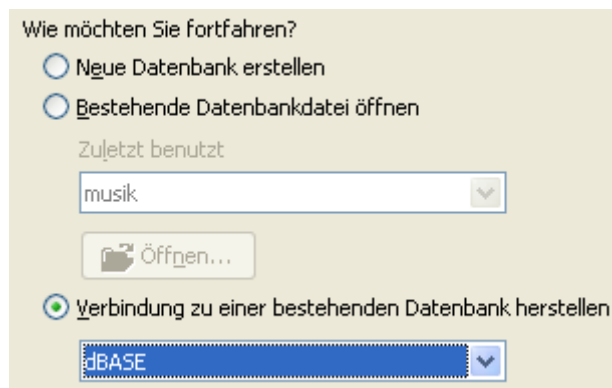 Wie möchten Sie fortfahren?
Neue Datenbank erstellen
Bestehende Datenbankdatei öffnen
Zuletzt benutzt
musik
Öffnen...
Verbindung zu einer bestehenden Datenbank herstellen
dBASE